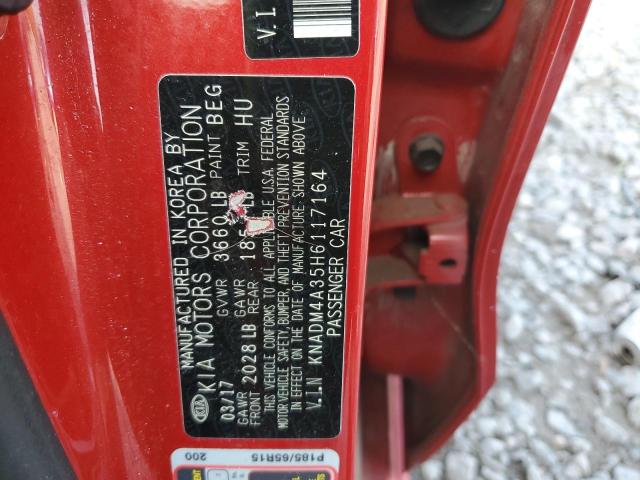 MANUFACTURED IN KOREA BY
KIA MOTORS CORPORATION
03/17 GVWR 3660 LB PAINT BEG
GAWR GAWR
FRONT 2028 LB REAR LB TRIM HU
THIS VEHICLE CONFORMS TO ALL APPLICABLE U.S.A. FEDERAL
MOTOR VEHICLE SAFETY, BUMPER, AND THEFT PREVENTION STANDARDS
IN EFFECT ON THE DATE OF MANUFACTURE SHOWN ABOVE
V.I.N KNADM4A35H6117164
PASSENGER CAR
KIA
V.I
P185/65R15
200